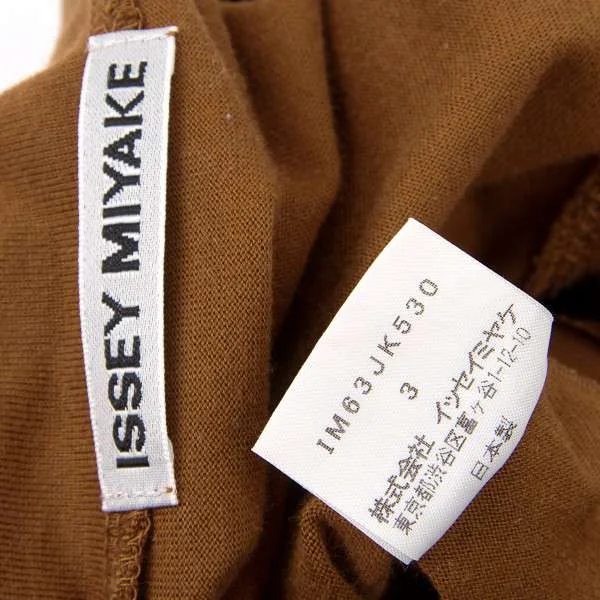 ISSEY MIYAKE
IM63JK530
3
株式会社 イッセイミヤケ
東京都渋谷区富ヶ谷1-12-10
日本製